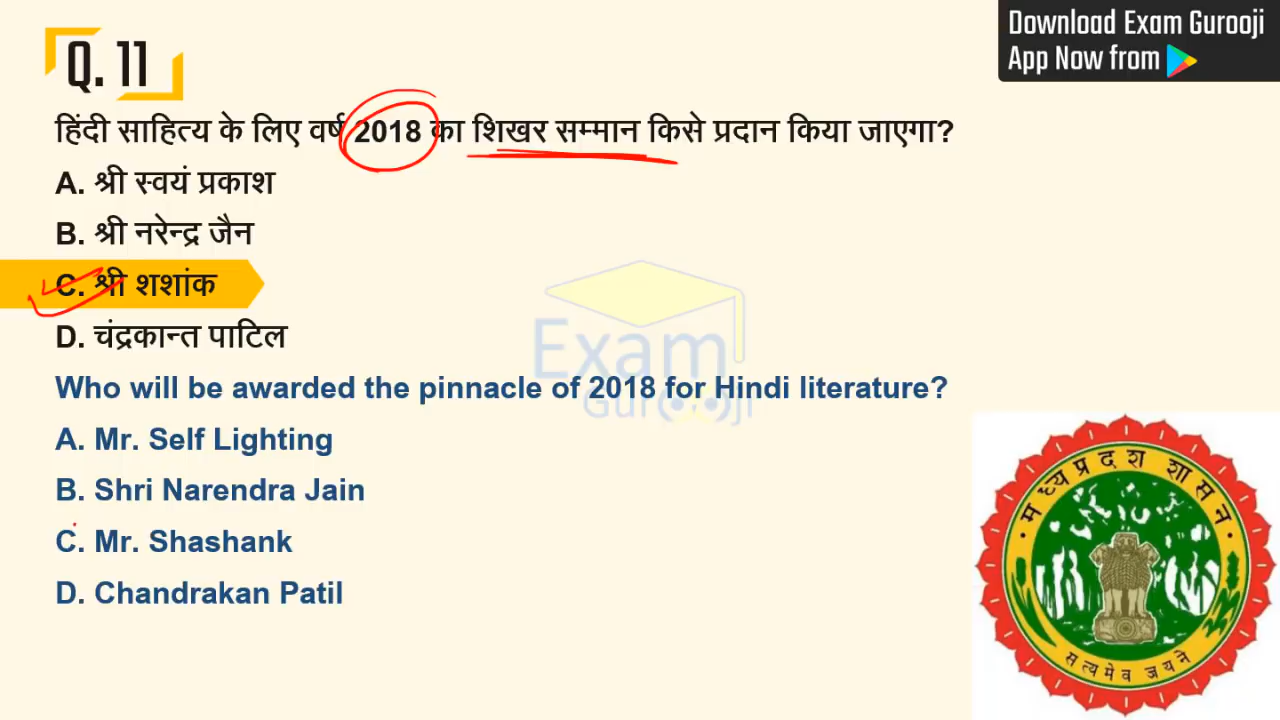 Download Exam Gurooji
App Now from
Q. 11
हिंदी साहित्य के लिए वर्ष 2018 का शिखर सम्मान किसे प्रदान किया जाएगा?
A. श्री स्वयं प्रकाश
B. श्री नरेन्द्र जैन
C. श्री शशांक
D. चंद्रकान्त पाटिल
Exam
Gurooji
Who will be awarded the pinnacle of 2018 for Hindi literature?
A. Mr. Self Lighting
B. Shri Narendra Jain
C. Mr. Shashank
D. Chandrakan Patil
मध्यप्रदेश शासन
सत्यमेव जयते